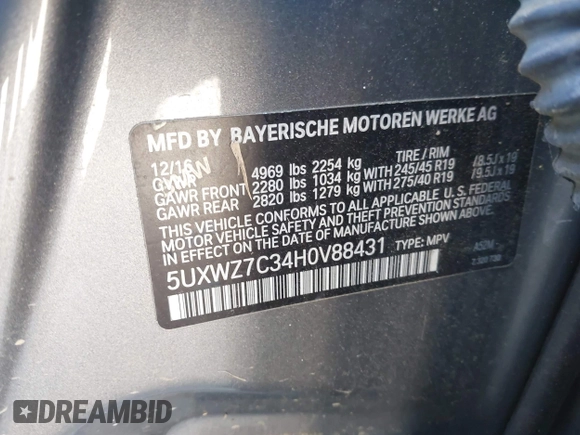 MFD BY BAYERISCHE MOTOREN WERKE AG
12/16
TIRE / RIM
GVWR 4969 lbs 2254 kg
GAWR FRONT 2280 lbs 1034 kg WITH 245/45 R19 /8.5J x 19
GAWR REAR 2820 lbs 1279 kg WITH 275/40 R19 /9.5J x 19
THIS VEHICLE CONFORMS TO ALL APPLICABLE U. S. FEDERAL
MOTOR VEHICLE SAFETY AND THEFT PREVENTION STANDARDS
IN EFFECT ON THE DATE OF MANUFACTURE SHOWN ABOVE.
5UXWZ7C34H0V88431 TYPE: MPV
DREAMBID